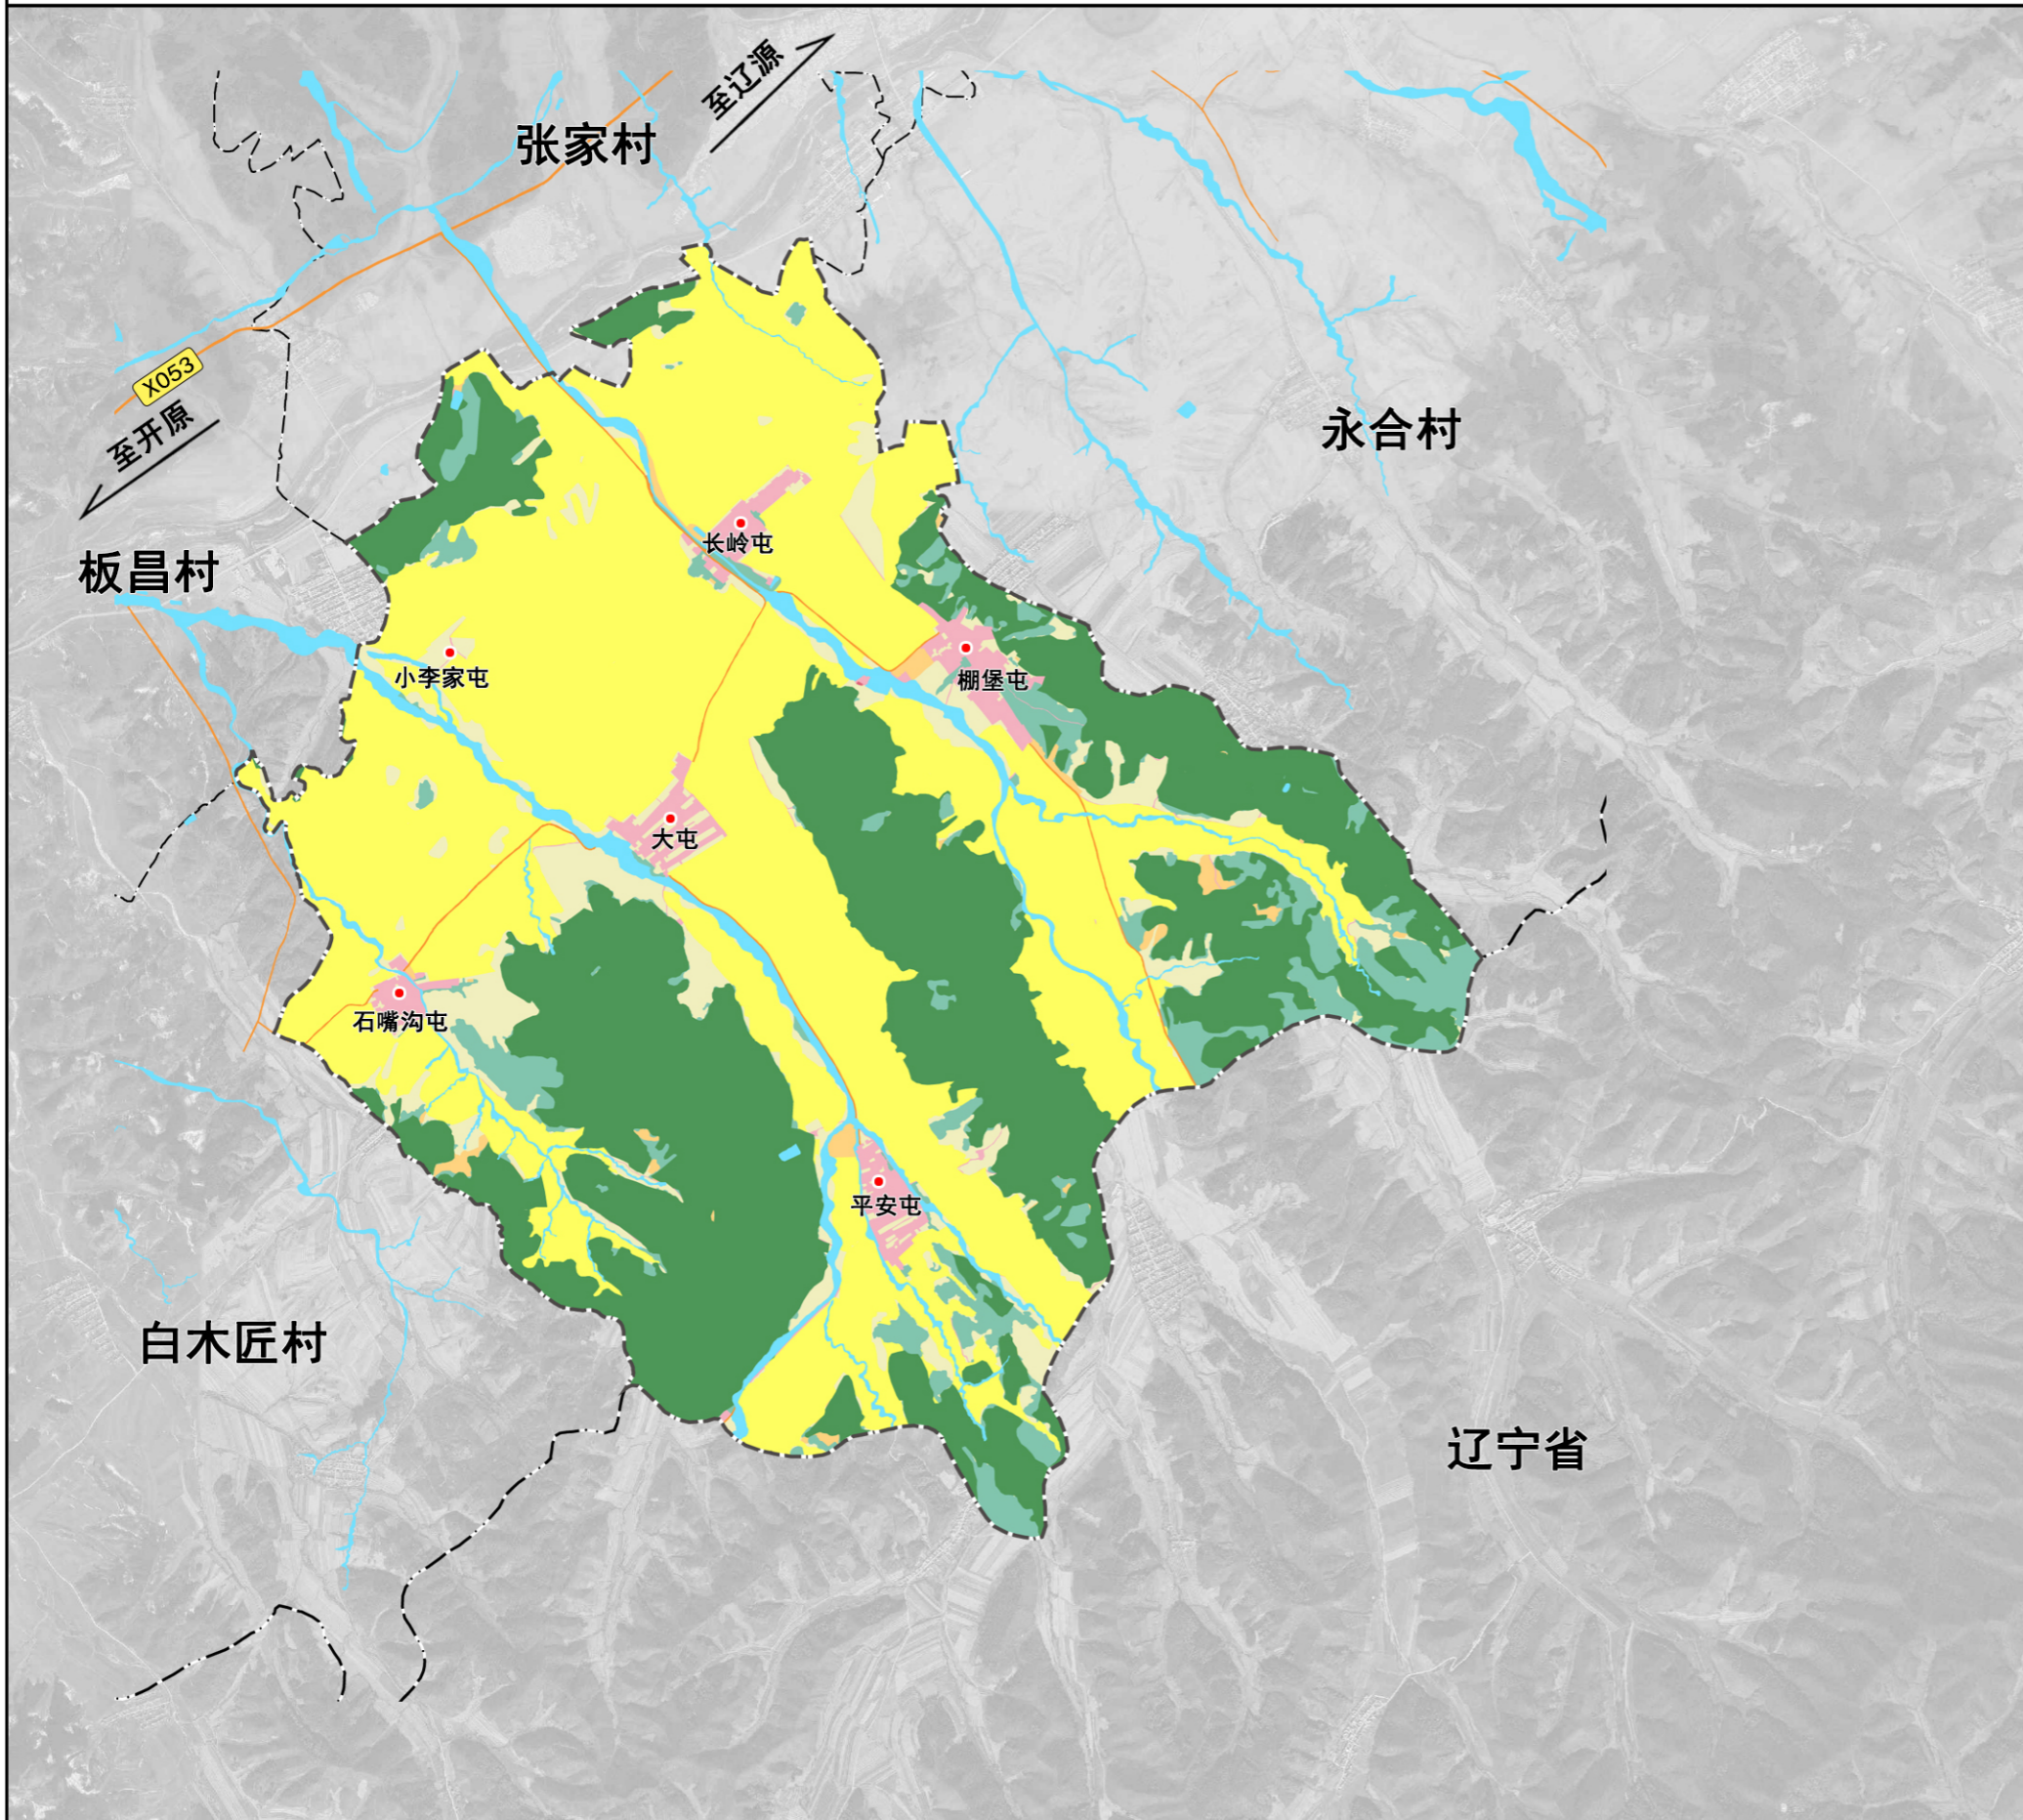 至辽源
张家村
X053
至开原
永合村
长岭屯
板昌村
小李家屯
棚堡屯
大屯
石嘴沟屯
平安屯
白木匠村
辽宁省